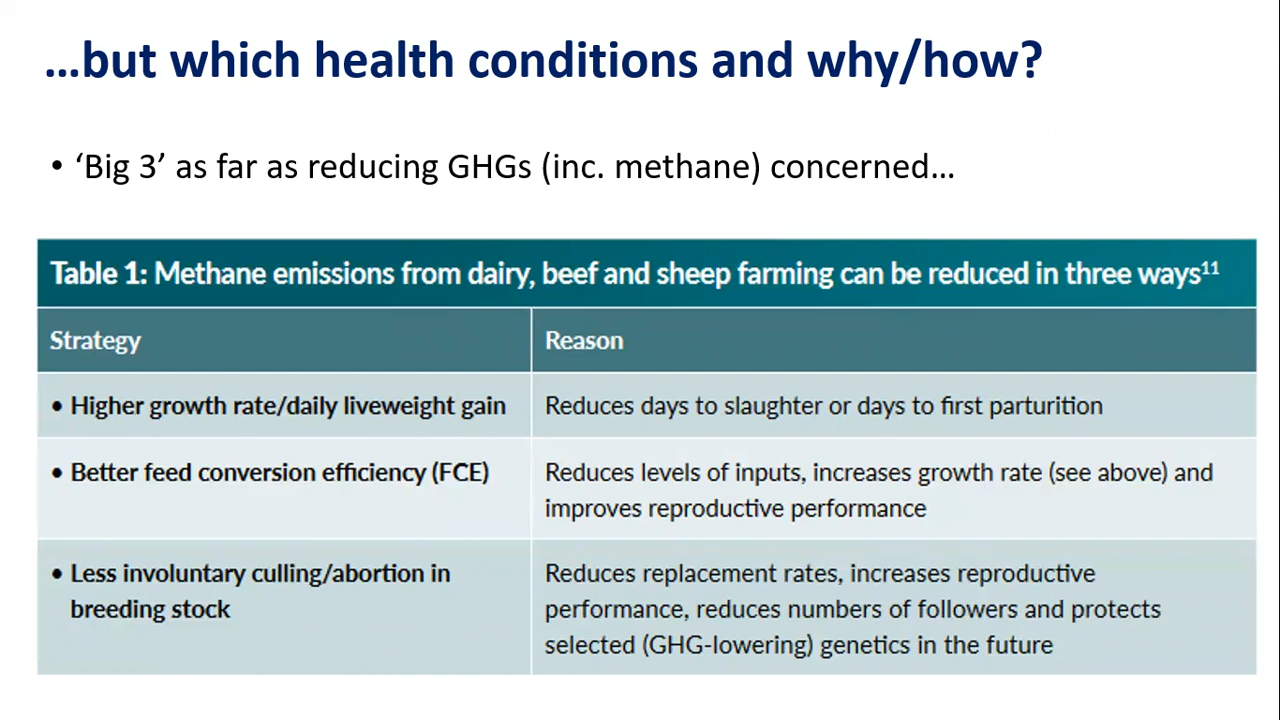 ...but which health conditions and why/how?
• ‘Big 3’ as far as reducing GHGs (inc. methane) concerned...
Table 1: Methane emissions from dairy, beef and sheep farming can be reduced in three ways¹¹
Strategy
Reason
• Higher growth rate/daily liveweight gain
Reduces days to slaughter or days to first parturition
• Better feed conversion efficiency (FCE)
Reduces levels of inputs, increases growth rate (see above) and
improves reproductive performance
• Less involuntary culling/abortion in
breeding stock
Reduces replacement rates, increases reproductive
performance, reduces numbers of followers and protects
selected (GHG-lowering) genetics in the future